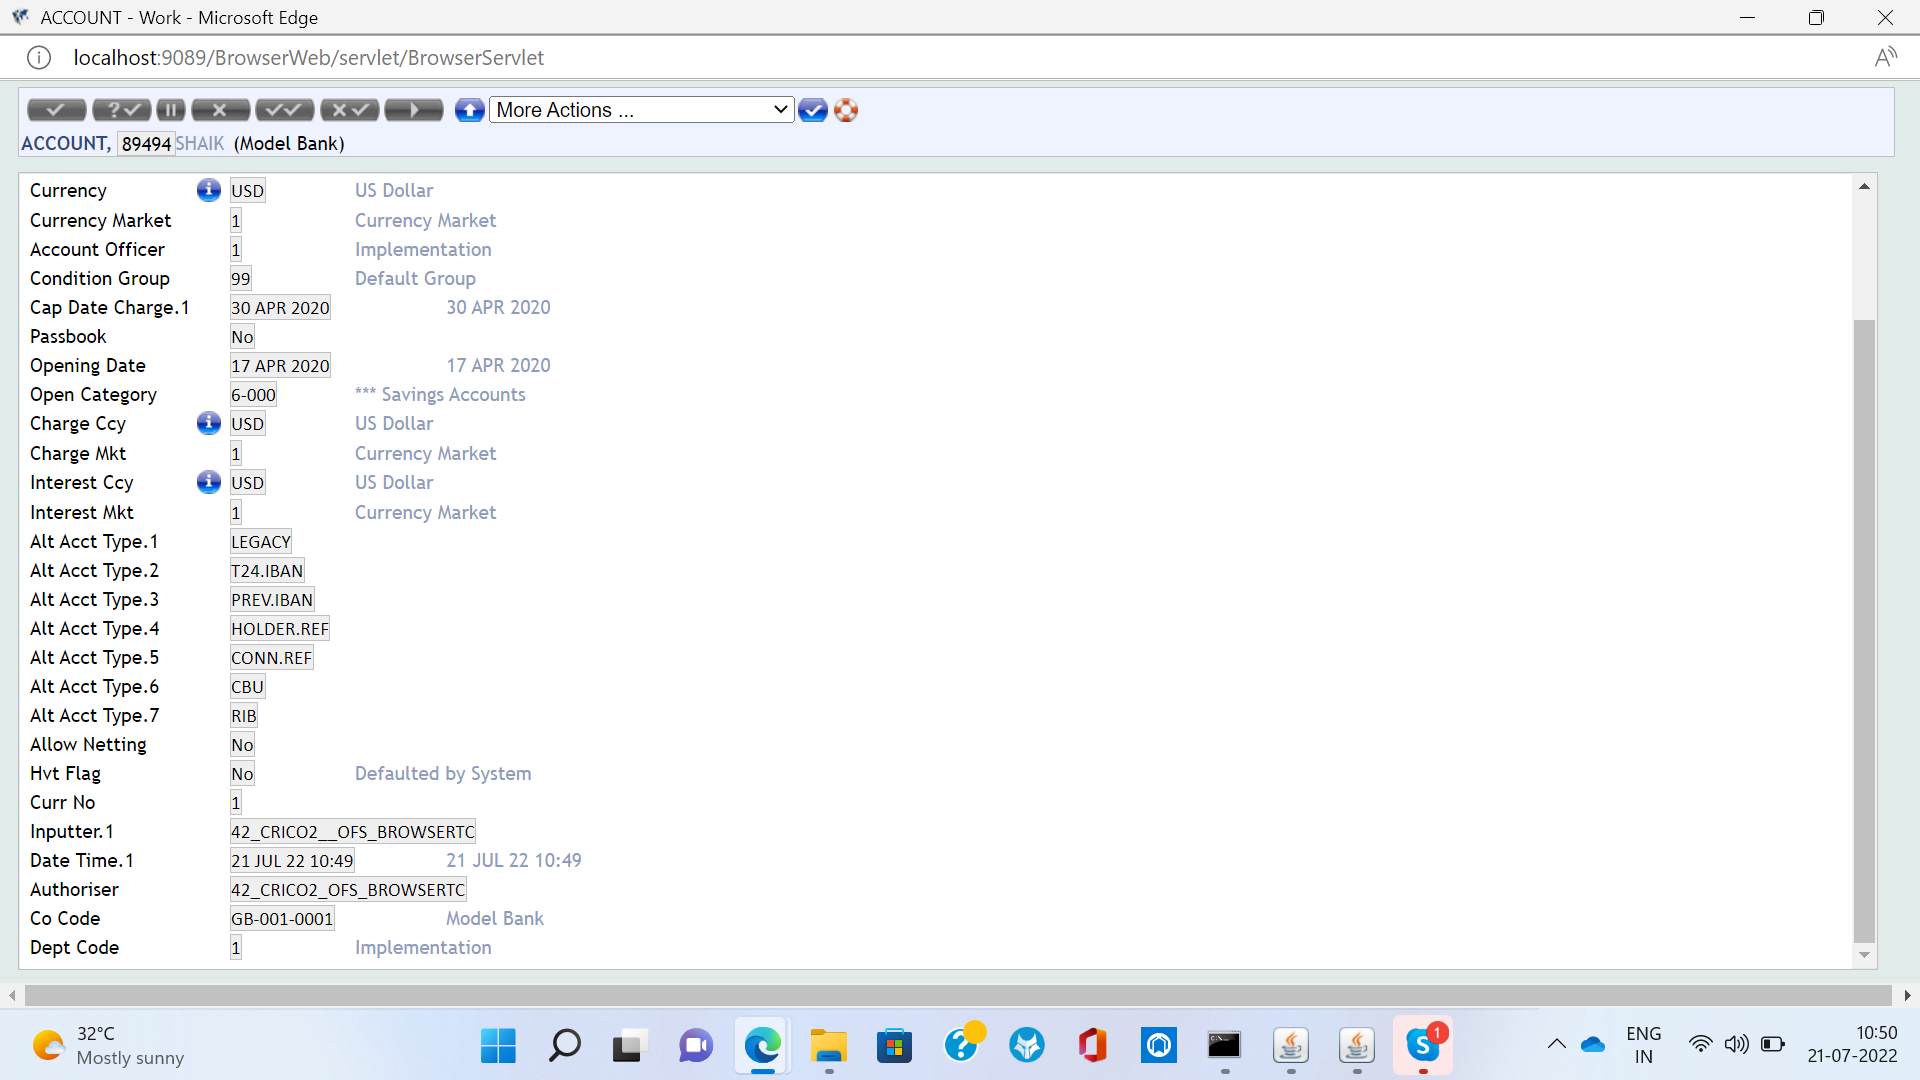 ACCOUNT - Work - Microsoft Edge
localhost:9089/BrowserWeb/servlet/BrowserServlet
More Actions ...
ACCOUNT, 89494 SHAIK (Model Bank)
Currency USD US Dollar
Currency Market 1 Currency Market
Account Officer 1 Implementation
Condition Group 99 Default Group
Cap Date Charge.1 30 APR 2020 30 APR 2020
Passbook No
Opening Date 17 APR 2020 17 APR 2020
Open Category 6-000 *** Savings Accounts
Charge Ccy USD US Dollar
Charge Mkt 1 Currency Market
Interest Ccy USD US Dollar
Interest Mkt 1 Currency Market
Alt Acct Type.1 LEGACY
Alt Acct Type.2 T24.IBAN
Alt Acct Type.3 PREV.IBAN
Alt Acct Type.4 HOLDER.REF
Alt Acct Type.5 CONN.REF
Alt Acct Type.6 CBU
Alt Acct Type.7 RIB
Allow Netting No
Hvt Flag No Defaulted by System
Curr No 1
Inputter.1 42_CRICO2__OFS_BROWSERTC
Date Time.1 21 JUL 22 10:49 21 JUL 22 10:49
Authoriser 42_CRICO2_OFS_BROWSERTC
Co Code GB-001-0001 Model Bank
Dept Code 1 Implementation
32°C
Mostly sunny
1
ENG
IN
10:50
21-07-2022